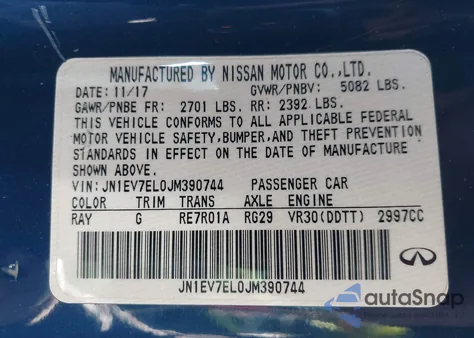 MANUFACTURED BY NISSAN MOTOR CO.,LTD.
DATE: 11/17 GVWR/PNBV: 5082 LBS.
GAWR/PNBE FR: 2701 LBS. RR: 2392 LBS.
THIS VEHICLE CONFORMS TO ALL APPLICABLE FEDERAL
MOTOR VEHICLE SAFETY, BUMPER, AND THEFT PREVENTION
STANDARDS IN EFFECT ON THE DATE OF MANUFACTURE
SHOWN ABOVE.
VIN: JN1EV7EL0JM390744 PASSENGER CAR
COLOR TRIM TRANS AXLE ENGINE
RAY G RE7R01A RG29 VR30(DDTT) 2997CC
JN1EV7EL0JM390744
INFINITI
autoSnap